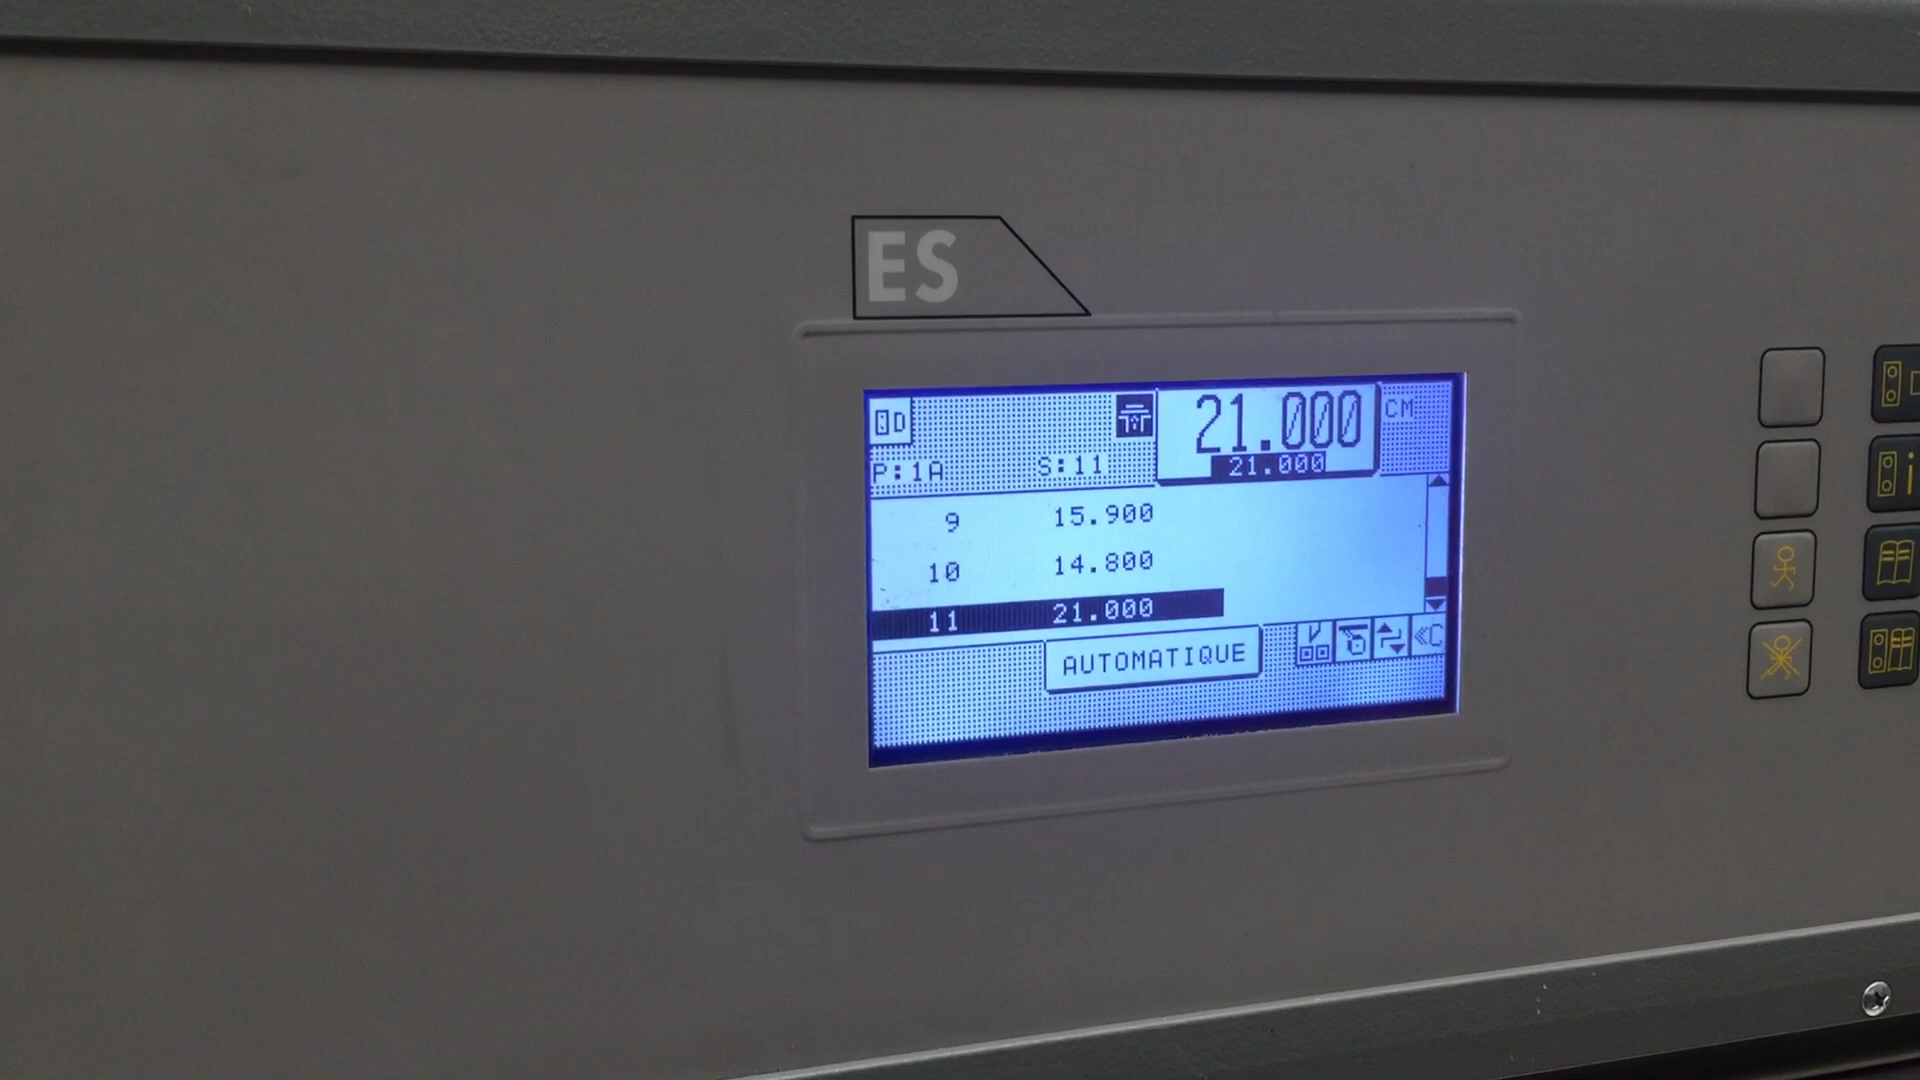 ES
D
21.000 CM
P:1A S:11 21.000
9 15.900
10 14.800
11 21.000
AUTOMATIQUE
«C
i